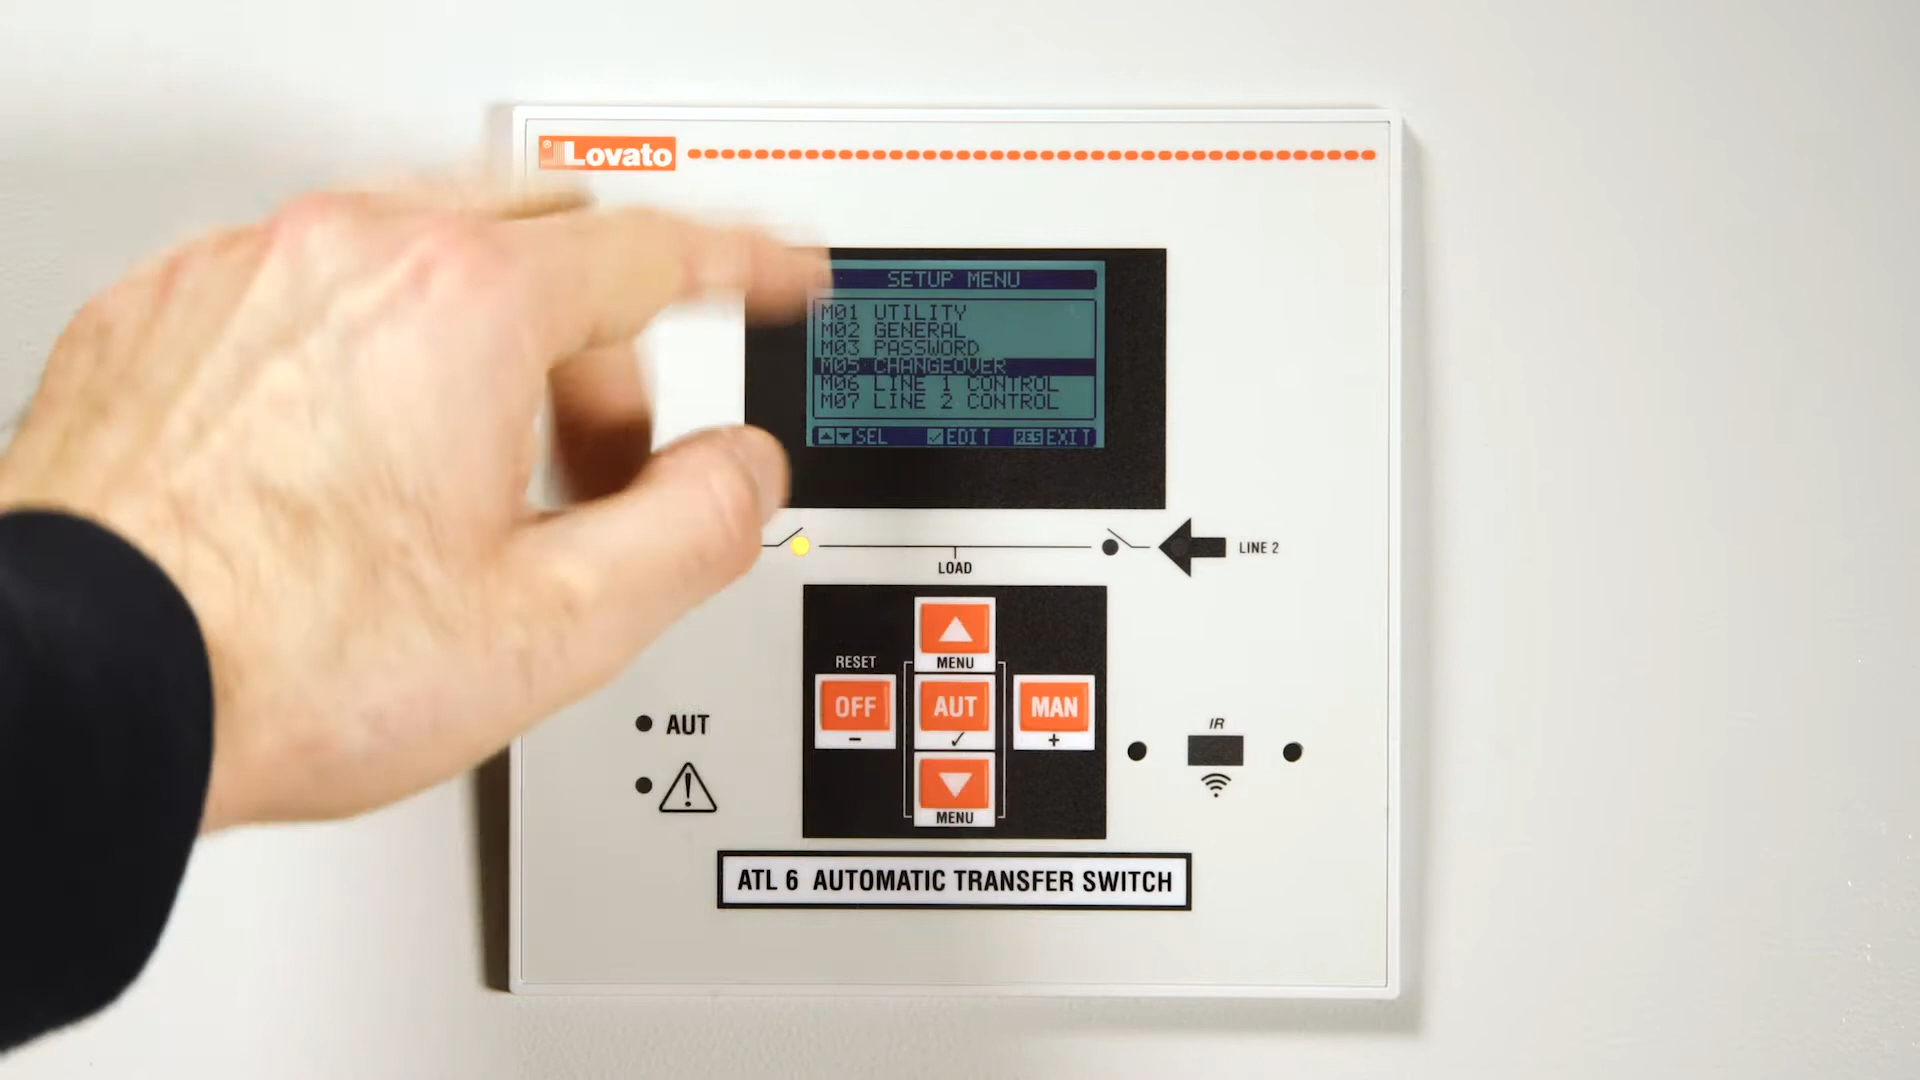 Lovato
SETUP MENU
M01 UTILITY
M02 GENERAL
M03 PASSWORD
M05 CHANGEOVER
M06 LINE 1 CONTROL
M07 LINE 2 CONTROL
▲▼SEL ✓EDIT RES EXIT
LINE 2
LOAD
MENU
RESET
OFF
-
AUT
✓
MAN
+
MENU
AUT
IR
ATL 6 AUTOMATIC TRANSFER SWITCH